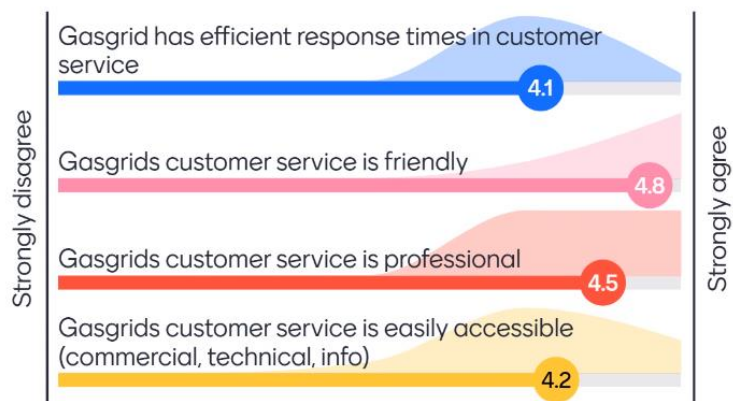 Gasgrid has efficient response times in customer
service
4.1
Strongly disagree
Strongly agree
Gasgrids customer service is friendly
4.8
Gasgrids customer service is professional
4.5
Gasgrids customer service is easily accessible
(commercial, technical, info)
4.2